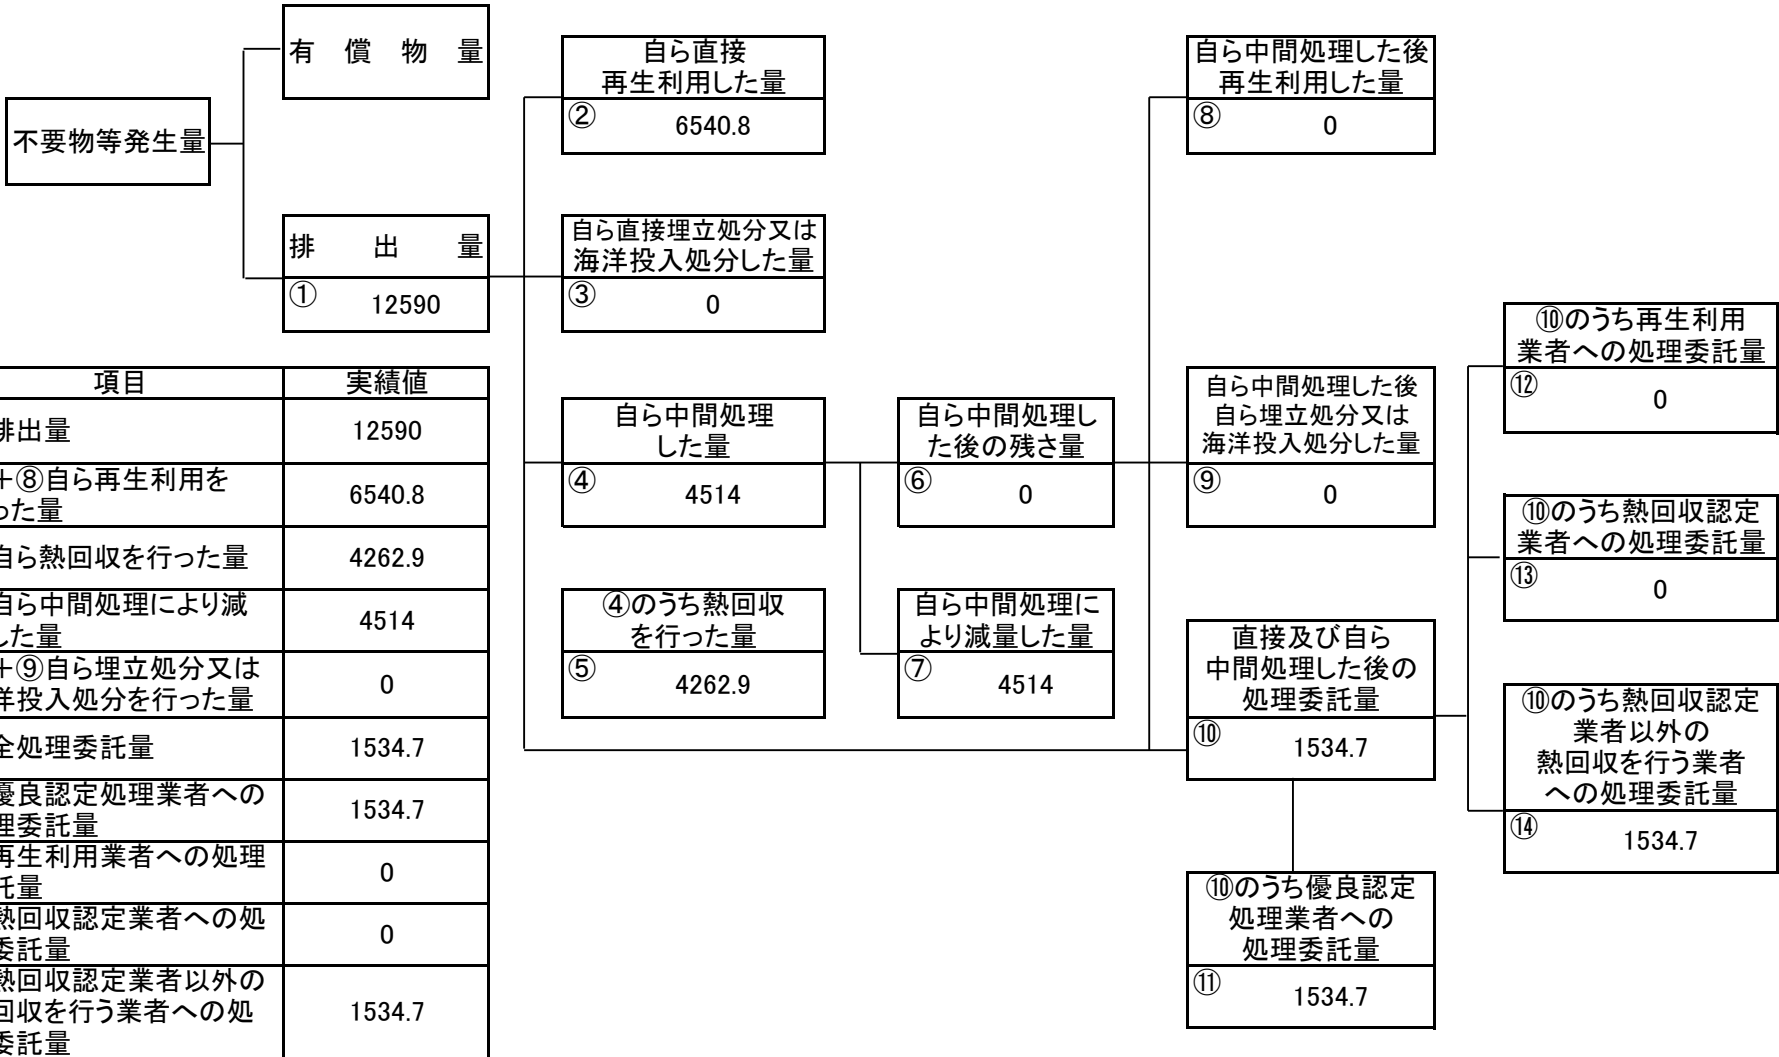 有償物量
不要物等発生量
排出量
① 12590
自ら直接
再生利用した量
② 6540.8
自ら直接埋立処分又は
海洋投入処分した量
③ 0
自ら中間処理
した量
④ 4514
④のうち熱回収
を行った量
⑤ 4262.9
自ら中間処理し
た後の残さ量
⑥ 0
自ら中間処理に
より減量した量
⑦ 4514
自ら中間処理した後
再生利用した量
⑧ 0
自ら中間処理した後
自ら埋立処分又は
海洋投入処分した量
⑨ 0
直接及び自ら
中間処理した後の
処理委託量
⑩ 1534.7
⑩のうち優良認定
処理業者への
処理委託量
⑪ 1534.7
⑩のうち再生利用
業者への処理委託量
⑫ 0
⑩のうち熱回収認定
業者への処理委託量
⑬ 0
⑩のうち熱回収認定
業者以外の
熱回収を行う業者
への処理委託量
⑭ 1534.7
項目 実績値
排出量 12590
+⑧自ら再生利用を
った量 6540.8
自ら熱回収を行った量 4262.9
自ら中間処理により減
した量 4514
+⑨自ら埋立処分又は
洋投入処分を行った量 0
全処理委託量 1534.7
優良認定処理業者への
理委託量 1534.7
再生利用業者への処理
託量 0
熱回収認定業者への処
委託量 0
熱回収認定業者以外の
回収を行う業者への処
委託量 1534.7